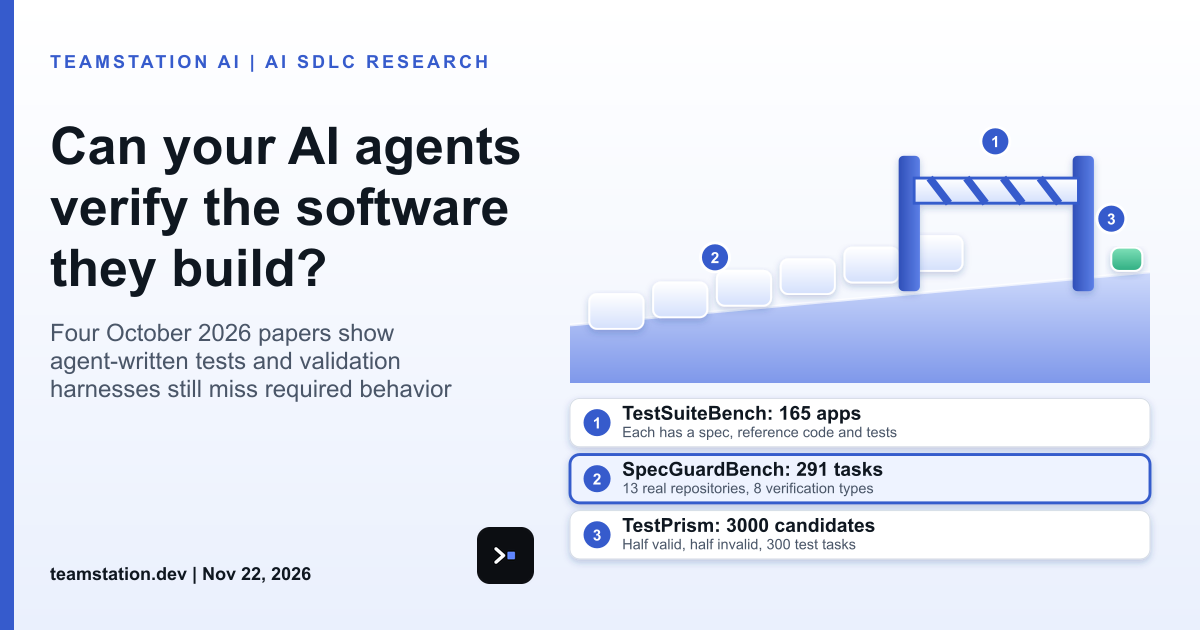 TEAMSTATION AI | AI SDLC RESEARCH
Can your AI agents
verify the software
they build?
Four October 2026 papers show
agent-written tests and validation
harnesses still miss required behavior
teamstation.dev | Nov 22, 2026
1
2
3
1
TestSuiteBench: 165 apps
Each has a spec, reference code and tests
2
SpecGuardBench: 291 tasks
13 real repositories, 8 verification types
3
TestPrism: 3000 candidates
Half valid, half invalid, 300 test tasks